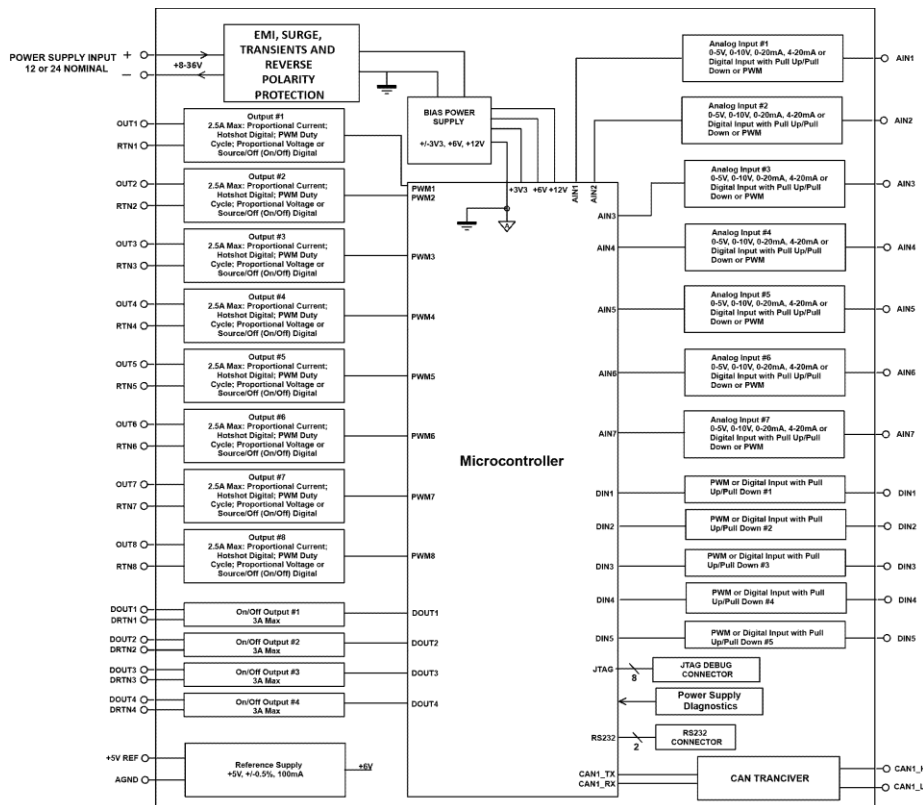 POWER SUPPLY INPUT
12 or 24 NOMINAL
+
–
+8-36V
EMI, SURGE,
TRANSIENTS AND
REVERSE
POLARITY
PROTECTION
BIAS POWER
SUPPLY
+/-3V3, +6V, +12V
OUT1
RTN1
Output #1
2.5A Max: Proportional Current;
Hotshot Digital; PWM Duty
Cycle; Proportional Voltage or
Source/Off (On/Off) Digital
OUT2
RTN2
Output #2
2.5A Max: Proportional Current;
Hotshot Digital; PWM Duty
Cycle; Proportional Voltage or
Source/Off (On/Off) Digital
OUT3
RTN3
Output #3
2.5A Max: Proportional Current;
Hotshot Digital; PWM Duty
Cycle; Proportional Voltage or
Source/Off (On/Off) Digital
OUT4
RTN4
Output #4
2.5A Max: Proportional Current;
Hotshot Digital; PWM Duty
Cycle; Proportional Voltage or
Source/Off (On/Off) Digital
OUT5
RTN5
Output #5
2.5A Max: Proportional Current;
Hotshot Digital; PWM Duty
Cycle; Proportional Voltage or
Source/Off (On/Off) Digital
OUT6
RTN6
Output #6
2.5A Max: Proportional Current;
Hotshot Digital; PWM Duty
Cycle; Proportional Voltage or
Source/Off (On/Off) Digital
OUT7
RTN7
Output #7
2.5A Max: Proportional Current;
Hotshot Digital; PWM Duty
Cycle; Proportional Voltage or
Source/Off (On/Off) Digital
OUT8
RTN8
Output #8
2.5A Max: Proportional Current;
Hotshot Digital; PWM Duty
Cycle; Proportional Voltage or
Source/Off (On/Off) Digital
DOUT1
DRTN1
On/Off Output #1
3A Max
DOUT2
DRTN2
On/Off Output #2
3A Max
DOUT3
DRTN3
On/Off Output #3
3A Max
DOUT4
DRTN4
On/Off Output #4
3A Max
+5V REF
AGND
Reference Supply
+5V, +/-0.5%, 100mA
+6V
+3V3 +6V +12V
AIN1
AIN2
A
PWM1
PWM2
PWM3
PWM4
PWM5
PWM6
PWM7
PWM8
DOUT1
DOUT2
DOUT3
DOUT4
Microcontroller
AIN3
AIN4
AIN5
AIN6
AIN7
DIN1
DIN2
DIN3
DIN4
DIN5
JTAG
RS232
CAN1_TX
CAN1_RX
Analog Input #1
0-5V, 0-10V, 0-20mA, 4-20mA or
Digital Input with Pull Up/Pull
Down or PWM
AIN1
Analog Input #2
0-5V, 0-10V, 0-20mA, 4-20mA or
Digital Input with Pull Up/Pull
Down or PWM
AIN2
Analog Input #3
0-5V, 0-10V, 0-20mA, 4-20mA or
Digital Input with Pull Up/Pull
Down or PWM
AIN3
Analog Input #4
0-5V, 0-10V, 0-20mA, 4-20mA or
Digital Input with Pull Up/Pull
Down or PWM
AIN4
Analog Input #5
0-5V, 0-10V, 0-20mA, 4-20mA or
Digital Input with Pull Up/Pull
Down or PWM
AIN5
Analog Input #6
0-5V, 0-10V, 0-20mA, 4-20mA or
Digital Input with Pull Up/Pull
Down or PWM
AIN6
Analog Input #7
0-5V, 0-10V, 0-20mA, 4-20mA or
Digital Input with Pull Up/Pull
Down or PWM
AIN7
PWM or Digital Input with Pull
Up/Pull Down #1
DIN1
PWM or Digital Input with Pull
Up/Pull Down #2
DIN2
PWM or Digital Input with Pull
Up/Pull Down #3
DIN3
PWM or Digital Input with Pull
Up/Pull Down #4
DIN4
PWM or Digital Input with Pull
Up/Pull Down #5
DIN5
8
JTAG DEBUG
CONNECTOR
Power Supply
Diagnostics
2
RS232
CONNECTOR
CAN TRANCIVER
CAN1_H
CAN1_L